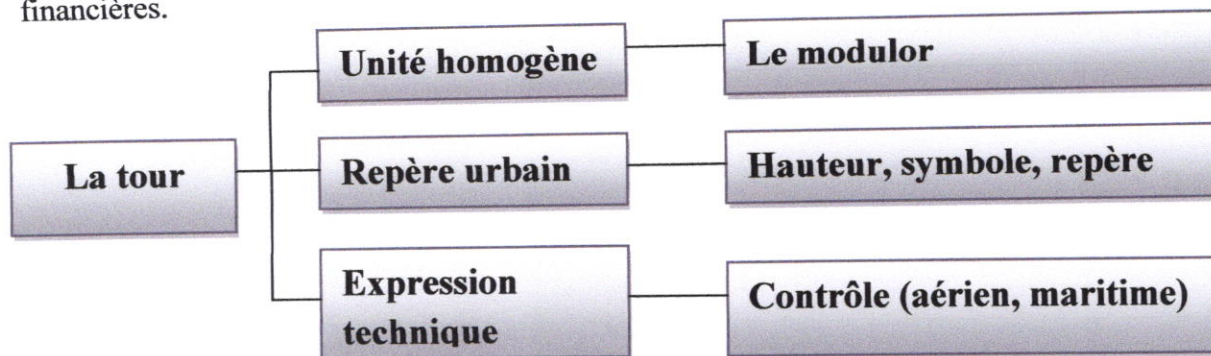 financières.
Unité homogène
Le modulor
La tour
Repère urbain
Hauteur, symbole, repère
Expression
technique
Contrôle (aérien, maritime)